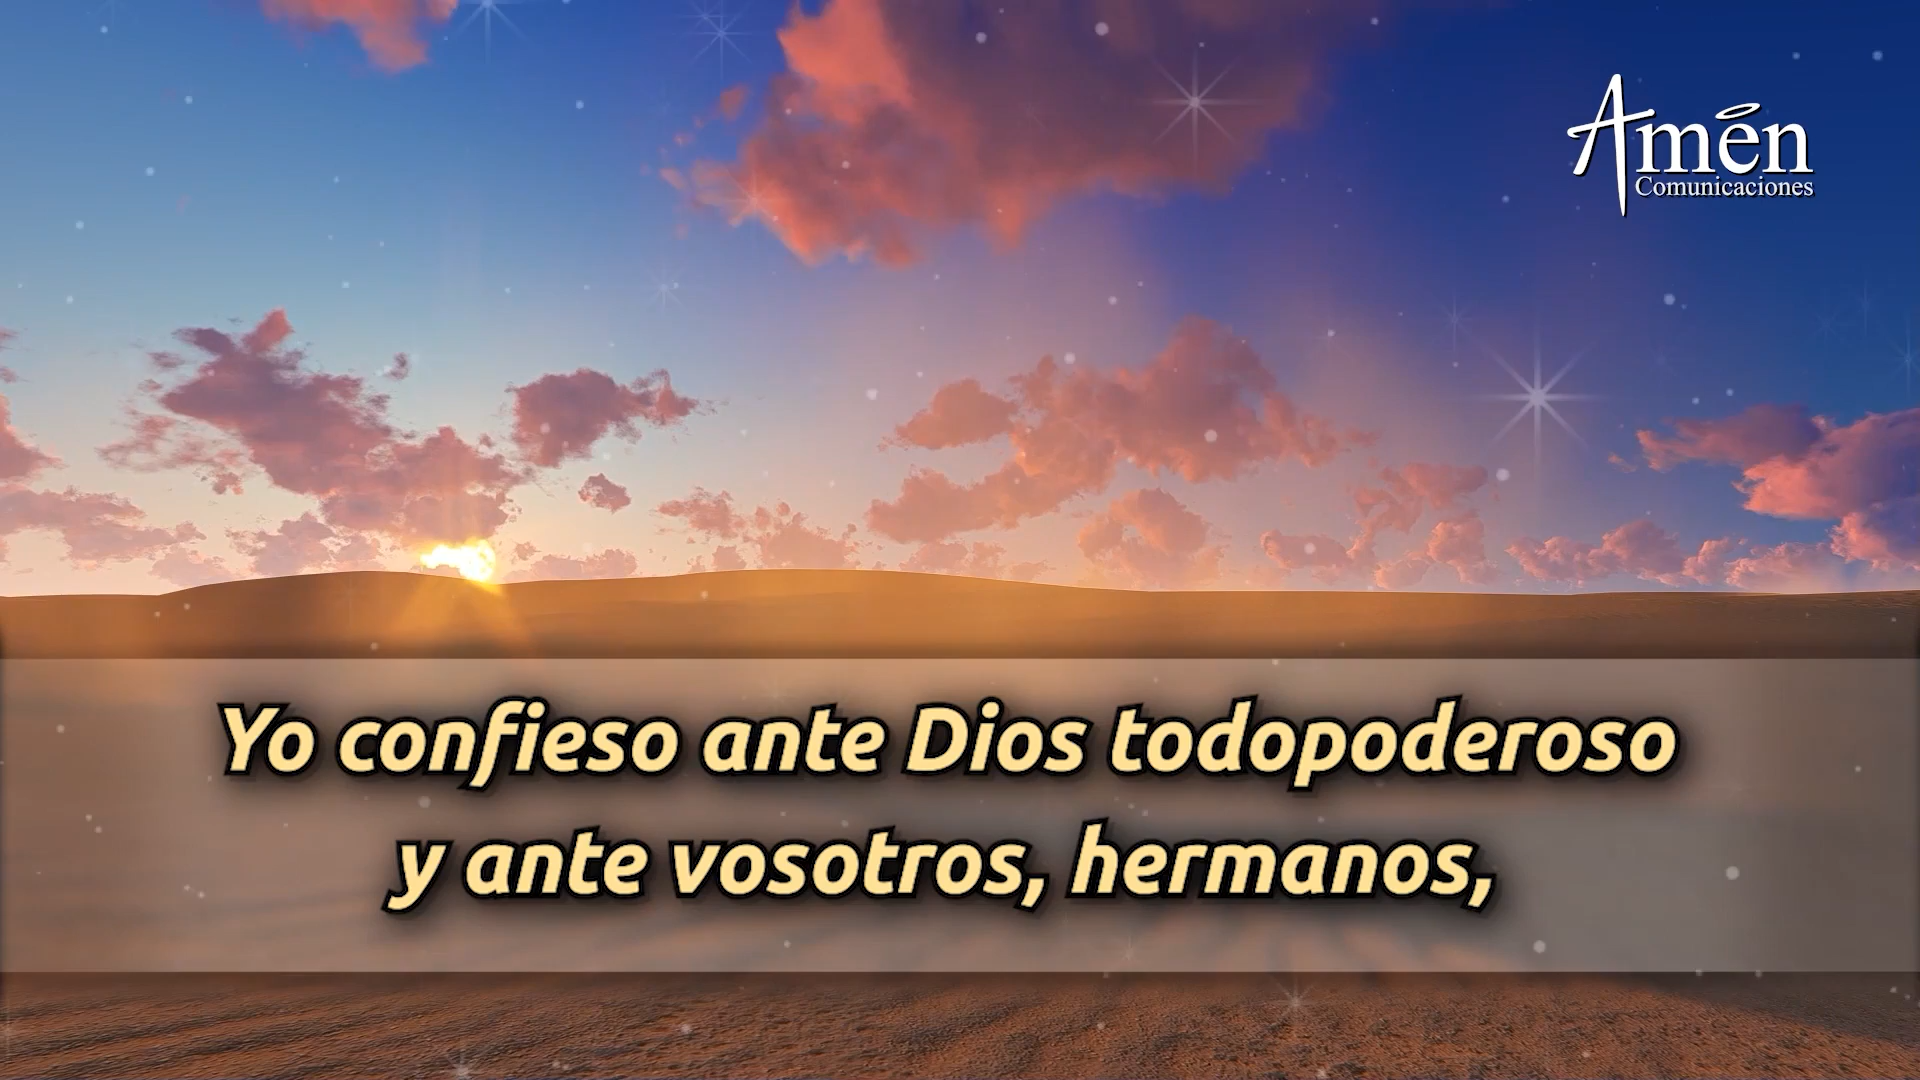 Amén
Comunicaciones
Yo confieso ante Dios todopoderoso
y ante vosotros, hermanos,